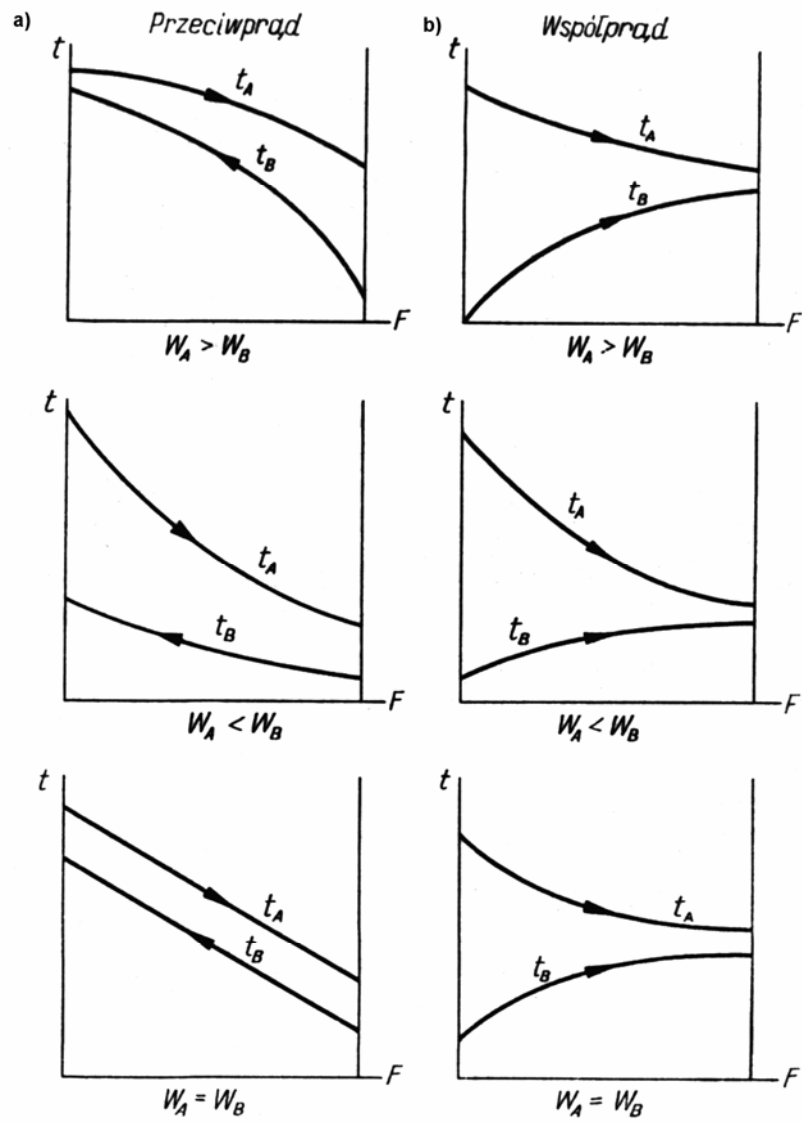 a) Przeciwprąd
b) Współprąd
t
t_A
t_B
F
W_A > W_B
t
t_A
t_B
F
W_A > W_B
t
t_A
t_B
F
W_A < W_B
t
t_A
t_B
F
W_A < W_B
t
t_A
t_B
F
W_A = W_B
t
t_A
t_B
F
W_A = W_B